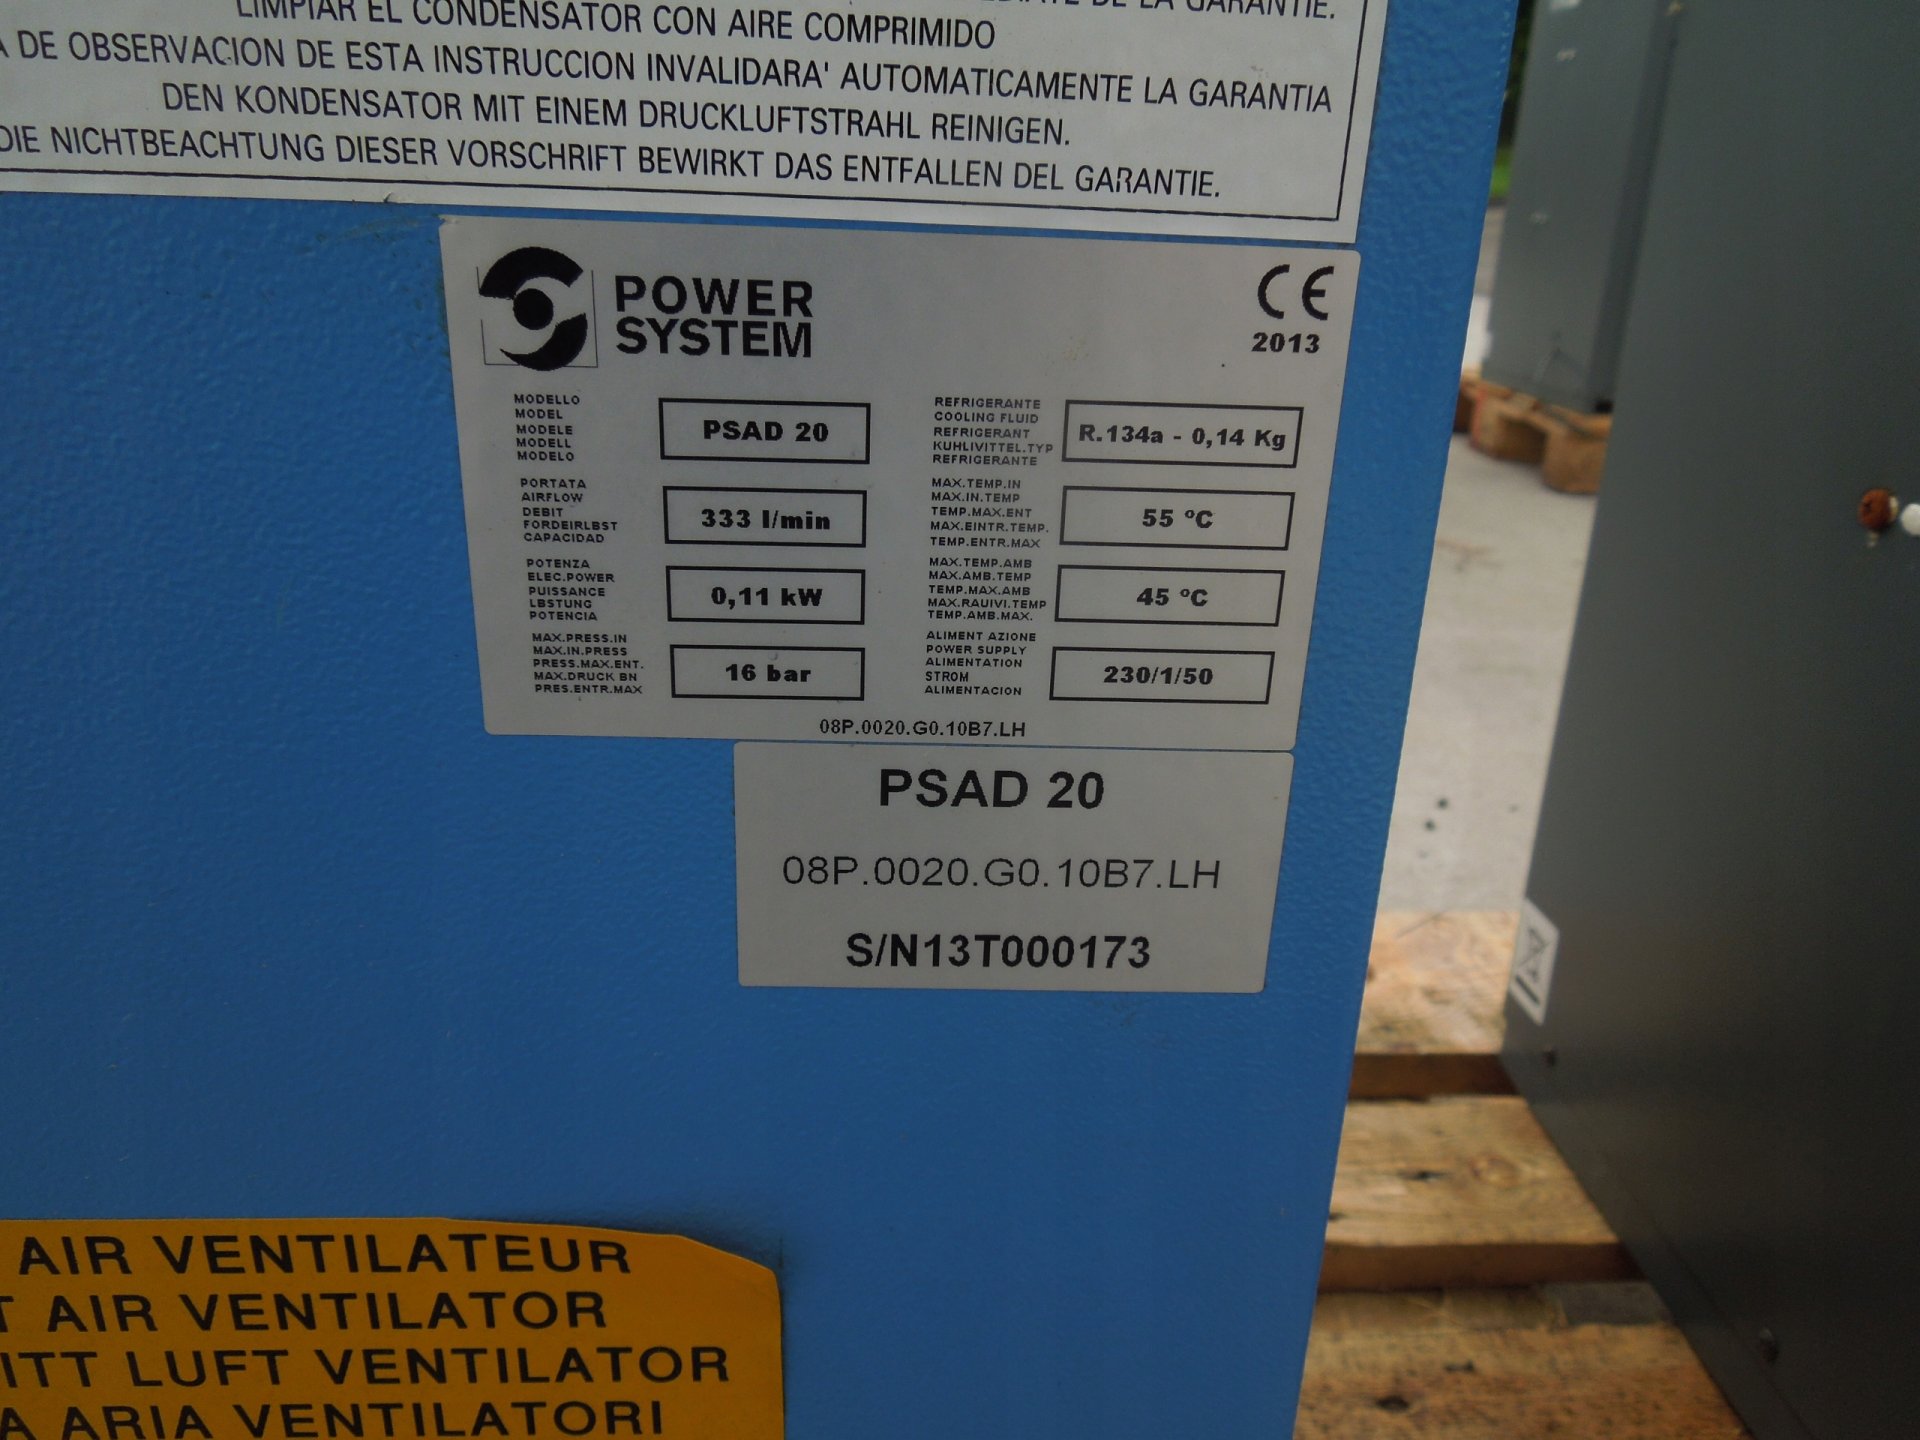 DE LA GARANTIE.
LIMPIAR EL CONDENSATOR CON AIRE COMPRIMIDO
A DE OBSERVACION DE ESTA INSTRUCCION INVALIDARA' AUTOMATICAMENTE LA GARANTIA
DEN KONDENSATOR MIT EINEM DRUCKLUFTSTRAHL REINIGEN.
DIE NICHTBEACHTUNG DIESER VORSCHRIFT BEWIRKT DAS ENTFALLEN DEL GARANTIE.
POWER
SYSTEM
CE
2013
MODELLO
MODEL
MODELE
MODELL
MODELO
PSAD 20
REFRIGERANTE
COOLING FLUID
REFRIGERANT
KUHLIVITTEL.TYP
REFRIGERANTE
R.134a - 0,14 Kg
PORTATA
AIRFLOW
DEBIT
FORDEIRLBST
CAPACIDAD
333 l/min
MAX.TEMP.IN
MAX.IN.TEMP
TEMP.MAX.ENT
MAX.EINTR.TEMP.
TEMP.ENTR.MAX
55 ºC
POTENZA
ELEC.POWER
PUISSANCE
LBSTUNG
POTENCIA
0,11 kW
MAX.TEMP.AMB
MAX.AMB.TEMP
TEMP.MAX.AMB
MAX.RAUIVI.TEMP
TEMP.AMB.MAX.
45 ºC
MAX.PRESS.IN
MAX.IN.PRESS
PRESS.MAX.ENT.
MAX.DRUCK BN
PRES.ENTR.MAX
16 bar
ALIMENT AZIONE
POWER SUPPLY
ALIMENTATION
STROM
ALIMENTACION
230/1/50
08P.0020.G0.10B7.LH
PSAD 20
08P.0020.G0.10B7.LH
S/N13T000173
AIR VENTILATEUR
T AIR VENTILATOR
ITT LUFT VENTILATOR
A ARIA VENTILATORI